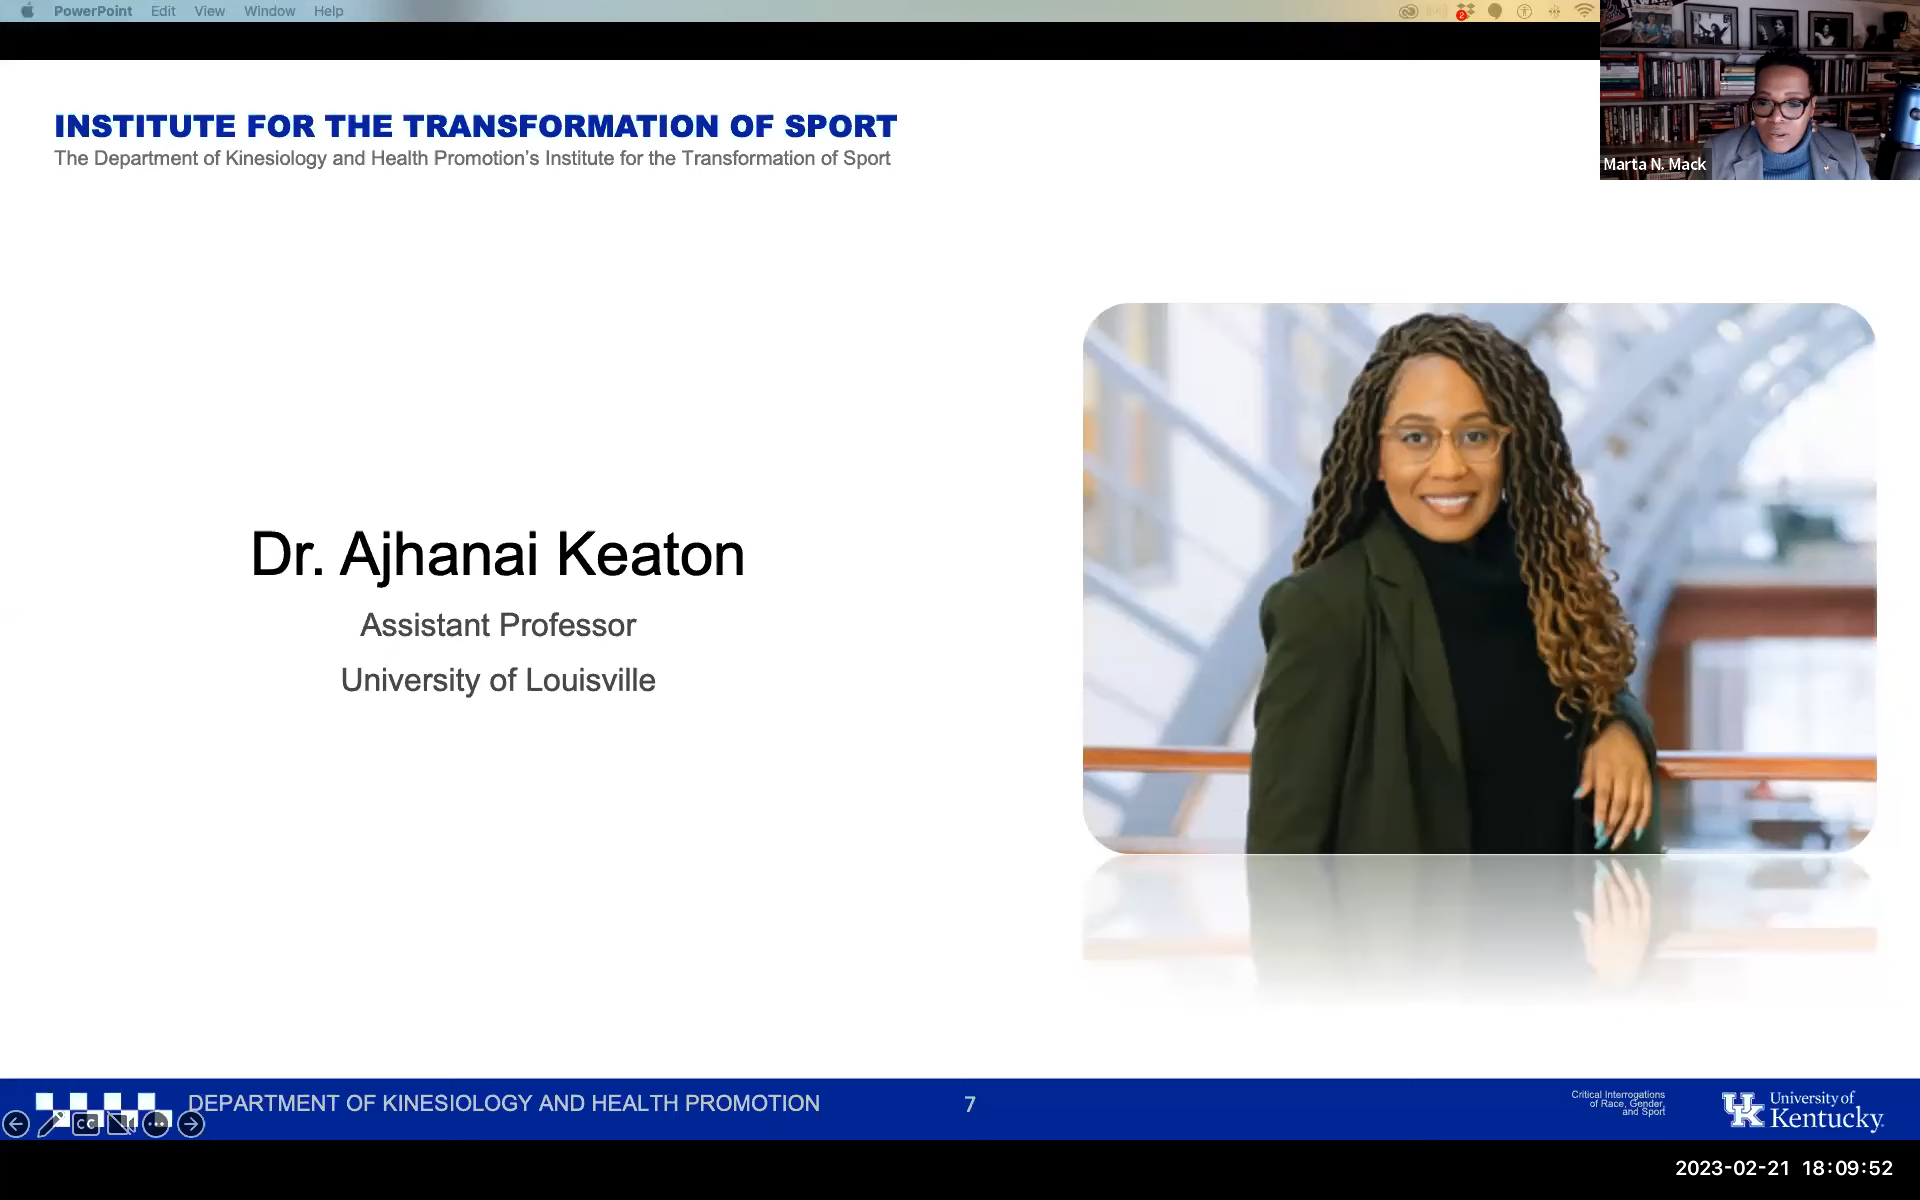 PowerPoint Edit View Window Help
2
Marta N. Mack
INSTITUTE FOR THE TRANSFORMATION OF SPORT
The Department of Kinesiology and Health Promotion's Institute for the Transformation of Sport
Dr. Ajhanai Keaton
Assistant Professor
University of Louisville
CC
DEPARTMENT OF KINESIOLOGY AND HEALTH PROMOTION
7
Critical Interrogations
of Race, Gender,
and Sport
UK
University of
Kentucky
2023-02-21 18:09:52